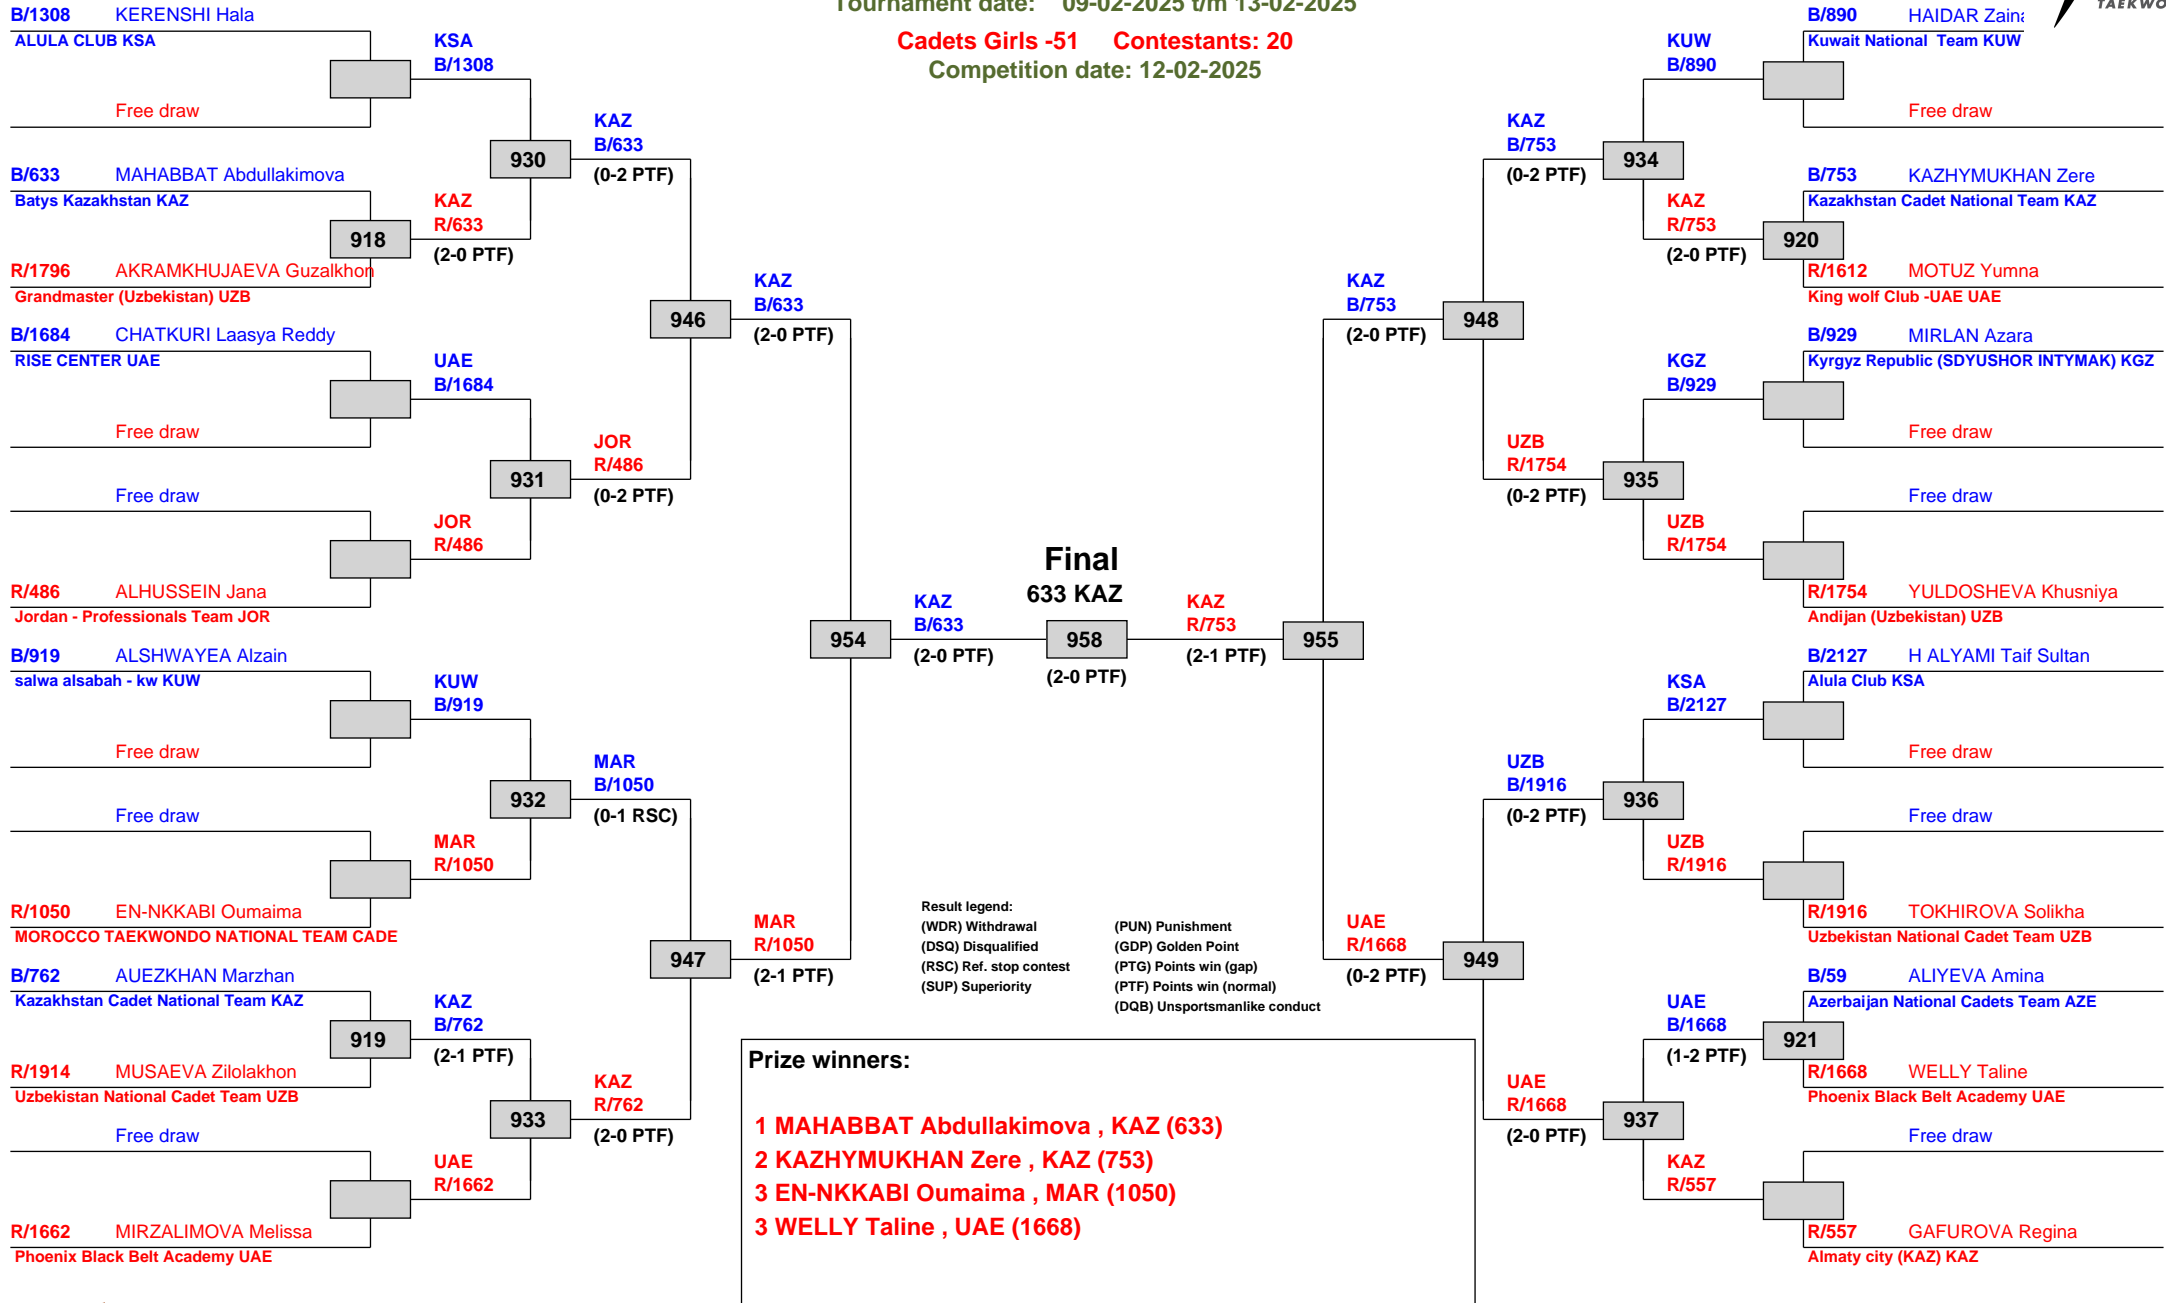 Tournament date: 09-02-2025 t/m 13-02-2025
Cadets Girls -51 Contestants: 20
Competition date: 12-02-2025
TAEKWO
B/1308 KERENSHI Hala
ALULA CLUB KSA
Free draw
B/633 MAHABBAT Abdullakimova
Batys Kazakhstan KAZ
R/1796 AKRAMKHUJAEVA Guzalkhon
Grandmaster (Uzbekistan) UZB
B/1684 CHATKURI Laasya Reddy
RISE CENTER UAE
Free draw
Free draw
R/486 ALHUSSEIN Jana
Jordan - Professionals Team JOR
B/919 ALSHWAYEA Alzain
salwa alsabah - kw KUW
Free draw
Free draw
R/1050 EN-NKKABI Oumaima
MOROCCO TAEKWONDO NATIONAL TEAM CADE
B/762 AUEZKHAN Marzhan
Kazakhstan Cadet National Team KAZ
R/1914 MUSAEVA Zilolakhon
Uzbekistan National Cadet Team UZB
Free draw
R/1662 MIRZALIMOVA Melissa
Phoenix Black Belt Academy UAE
918
919
KSA
B/1308
KAZ
R/633
(2-0 PTF)
UAE
B/1684
JOR
R/486
KUW
B/919
MAR
R/1050
KAZ
B/762
(2-1 PTF)
UAE
R/1662
930
931
932
933
KAZ
B/633
(0-2 PTF)
JOR
R/486
(0-2 PTF)
MAR
B/1050
(0-1 RSC)
KAZ
R/762
(2-0 PTF)
946
947
KAZ
B/633
(2-0 PTF)
MAR
R/1050
(2-1 PTF)
954
KAZ
B/633
(2-0 PTF)
Final
633 KAZ
958
(2-0 PTF)
KAZ
R/753
(2-1 PTF)
955
KAZ
B/753
(2-0 PTF)
UAE
R/1668
(0-2 PTF)
948
949
KAZ
B/753
(0-2 PTF)
UZB
R/1754
(0-2 PTF)
UZB
B/1916
(0-2 PTF)
UAE
R/1668
(2-0 PTF)
934
935
936
937
KUW
B/890
KAZ
R/753
(2-0 PTF)
KGZ
B/929
UZB
R/1754
KSA
B/2127
UZB
R/1916
UAE
B/1668
(1-2 PTF)
KAZ
R/557
920
921
B/890 HAIDAR
Kuwait National Team KUW
Free draw
B/753 KAZHYMUKHAN Zere
Kazakhstan Cadet National Team KAZ
R/1612 MOTUZ Yumna
King wolf Club -UAE UAE
B/929 MIRLAN Azara
Kyrgyz Republic (SDYUSHOR INTYMAK) KGZ
Free draw
Free draw
R/1754 YULDOSHEVA Khusniya
Andijan (Uzbekistan) UZB
B/2127 H ALYAMI Taif Sultan
Alula Club KSA
Free draw
Free draw
R/1916 TOKHIROVA Solikha
Uzbekistan National Cadet Team UZB
B/59 ALIYEVA Amina
Azerbaijan National Cadets Team AZE
R/1668 WELLY Taline
Phoenix Black Belt Academy UAE
Free draw
R/557 GAFUROVA Regina
Almaty city (KAZ) KAZ
Result legend:
(WDR) Withdrawal
(DSQ) Disqualified
(RSC) Ref. stop contest
(SUP) Superiority
(PUN) Punishment
(GDP) Golden Point
(PTG) Points win (gap)
(PTF) Points win (normal)
(DQB) Unsportsmanlike conduct
Prize winners:
1 MAHABBAT Abdullakimova , KAZ (633)
2 KAZHYMUKHAN Zere , KAZ (753)
3 EN-NKKABI Oumaima , MAR (1050)
3 WELLY Taline , UAE (1668)